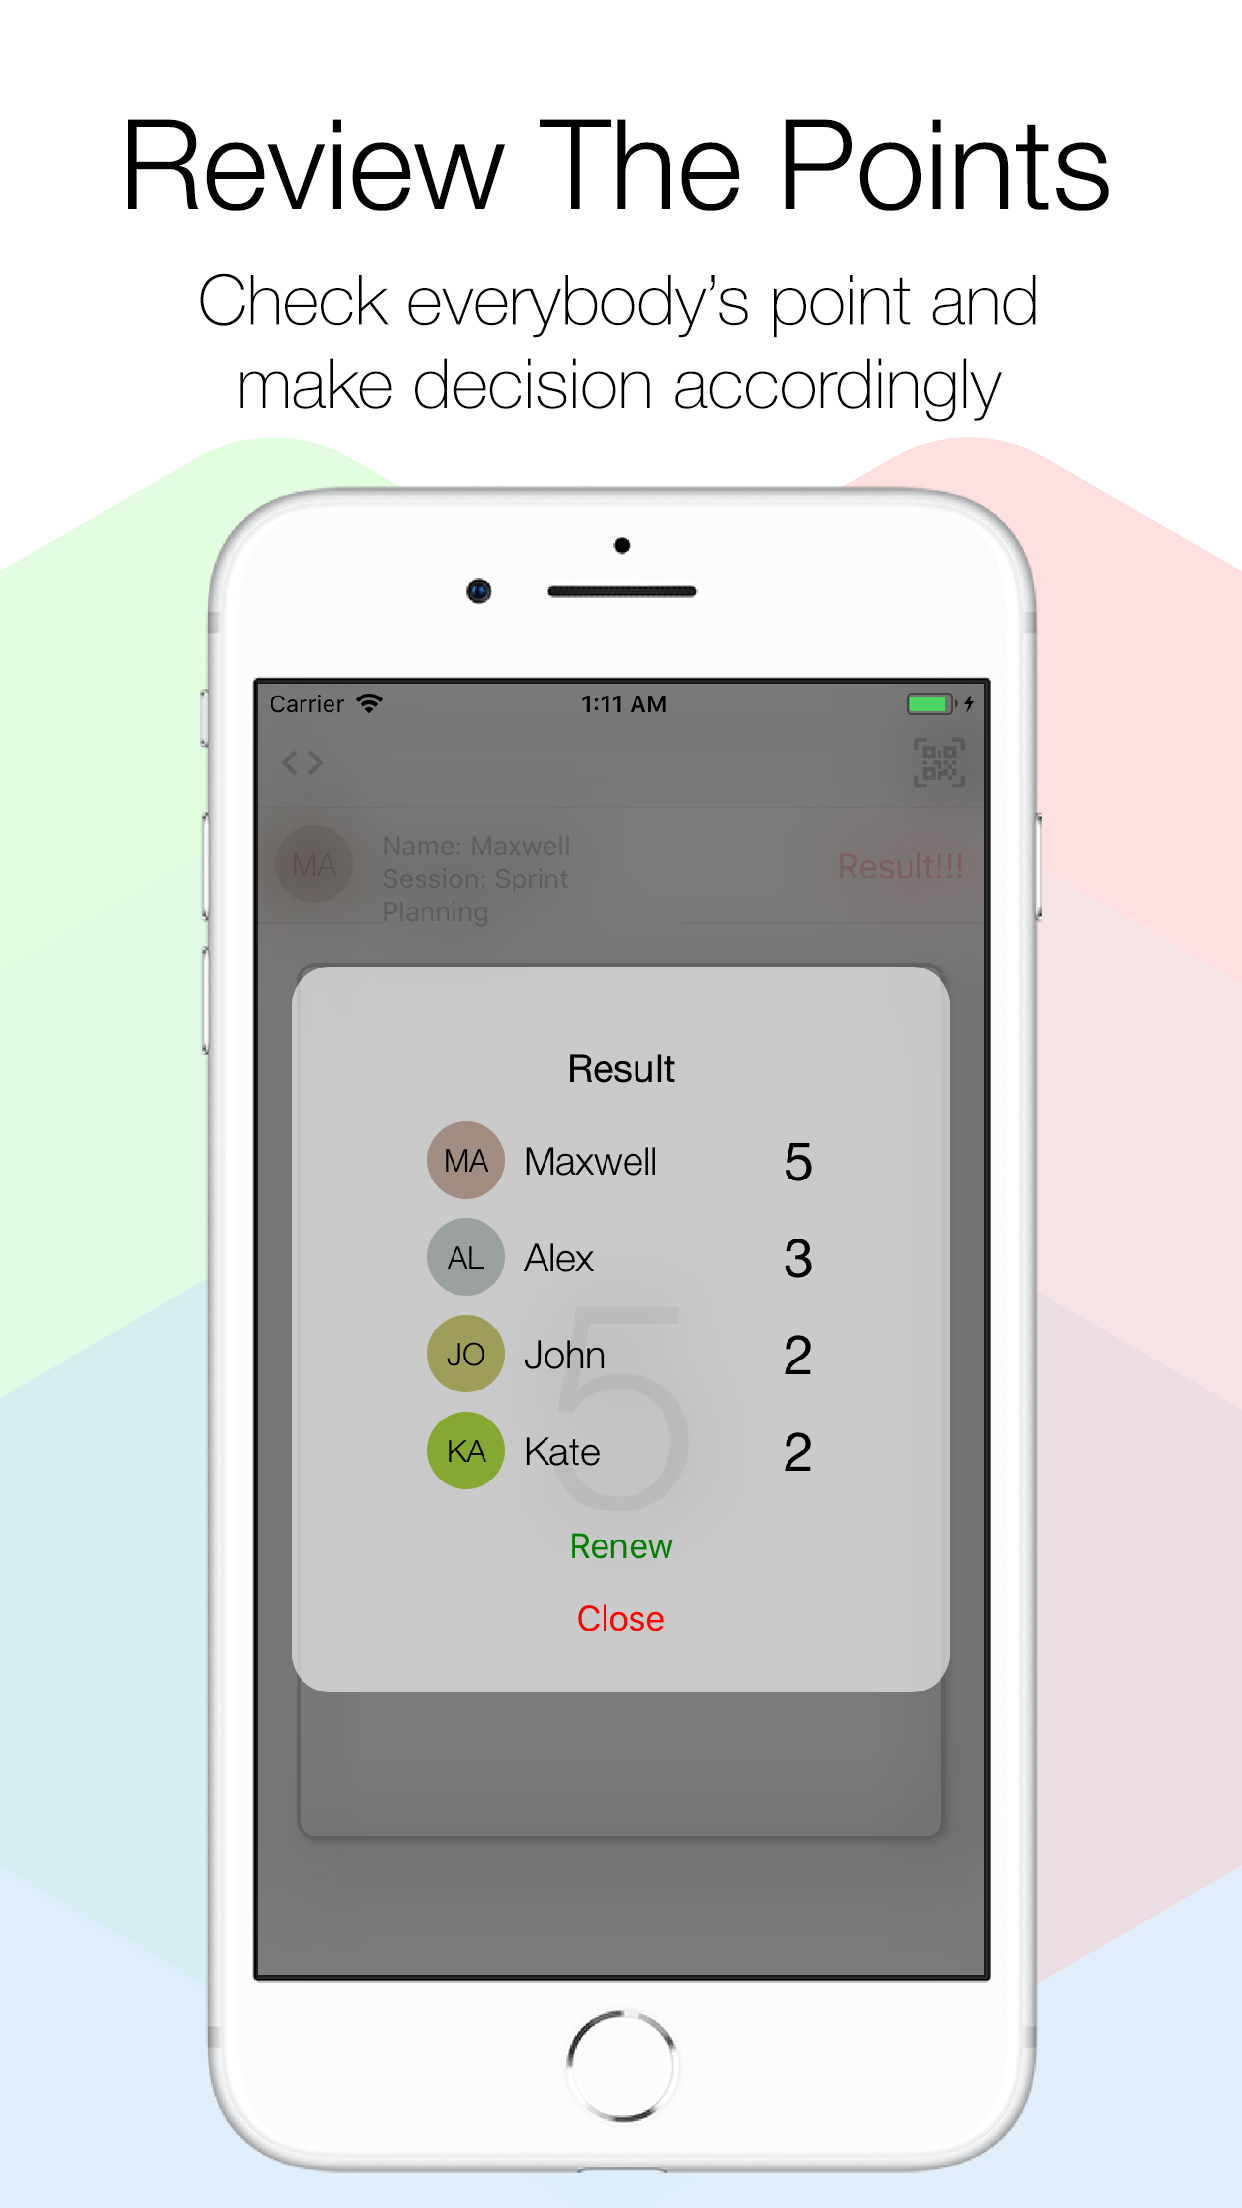 Review The Points
Check everybody’s point and
make decision accordingly
Carrier 1:11 AM
MA
Name: Maxwell
Session: Sprint
Planning
Result!!!
Result
MA Maxwell 5
AL Alex 3
JO John 2
KA Kate 2
5
Renew
Close